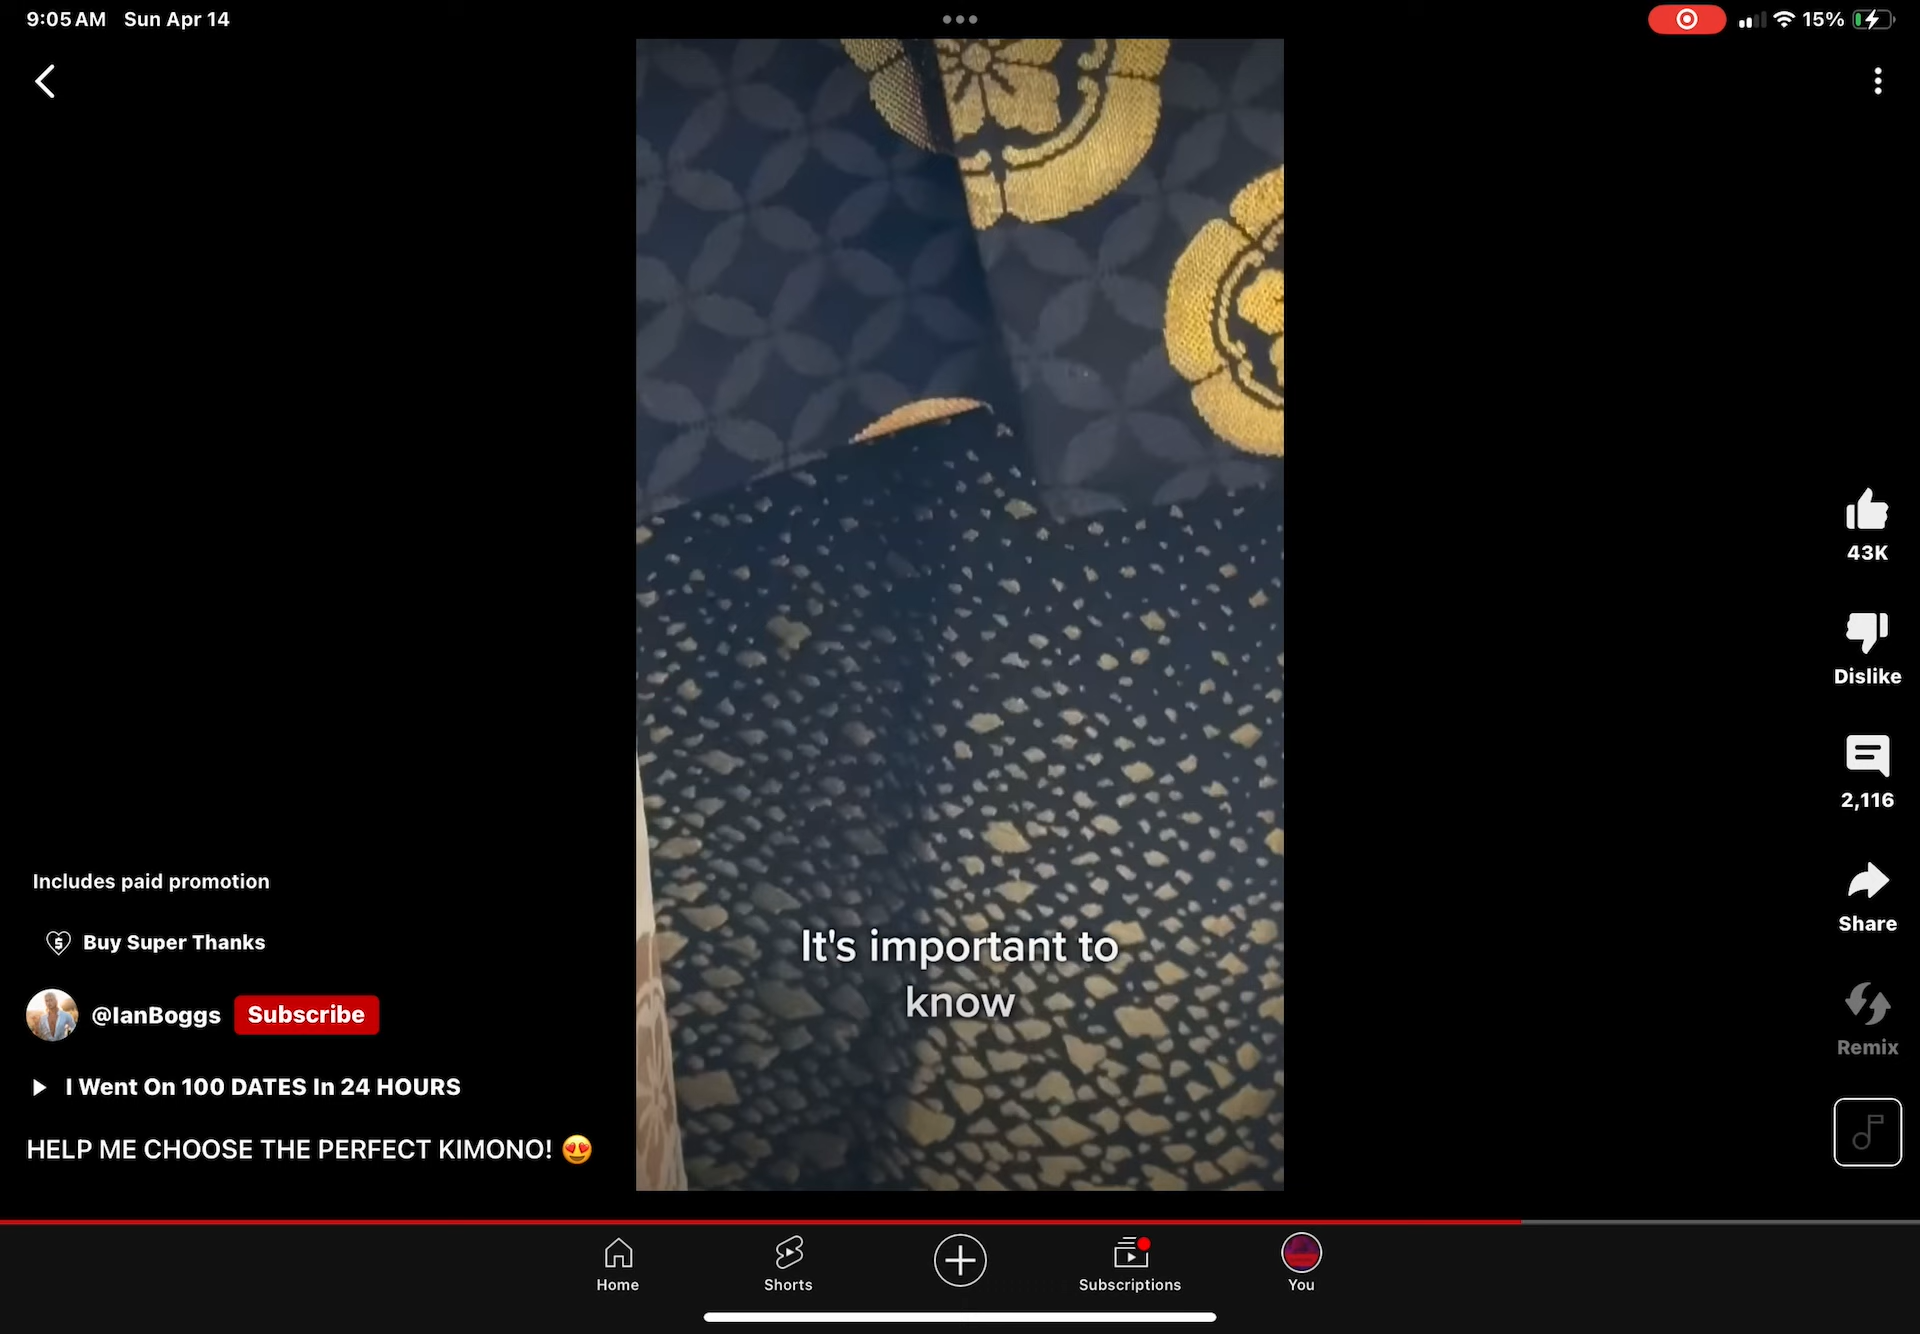 9:05 AM Sun Apr 14
15%
It's important to
know
43K
Dislike
2,116
Share
Remix
Includes paid promotion
Buy Super Thanks
@IanBoggs Subscribe
I Went On 100 DATES In 24 HOURS
HELP ME CHOOSE THE PERFECT KIMONO! 😍
Home
Shorts
Subscriptions
You